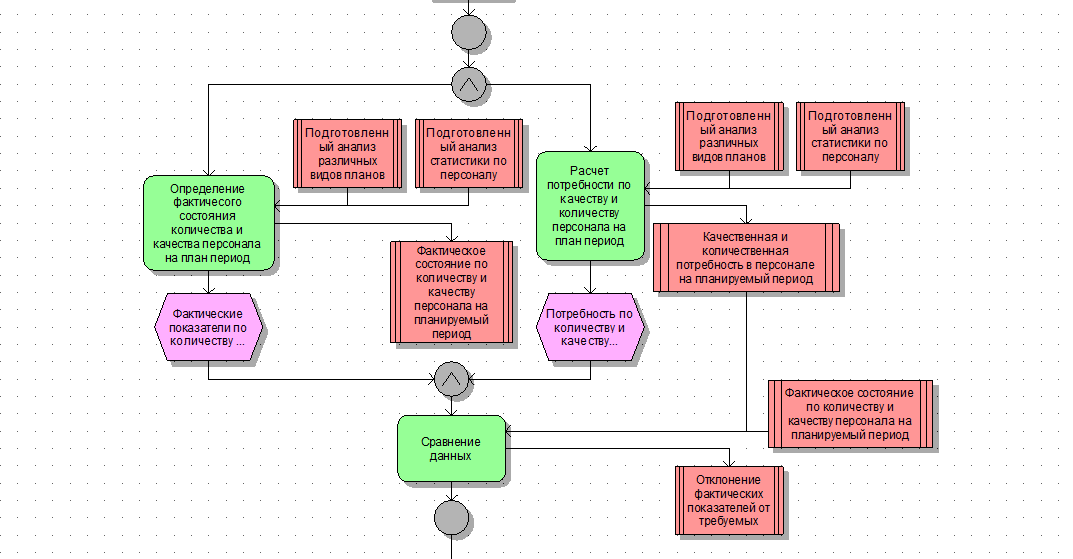 Подготовленн
ый анализ
различных
видов планов
Подготовленн
ый анализ
статистики по
персоналу
Подготовленн
ый анализ
различных
видов планов
Подготовленн
ый анализ
статистики по
персоналу
Определение
фактического
состояния
количества и
качества персонала
на план период
Расчет
потребности по
качеству и
количеству
персонала на
план период
Фактическое
состояние по
количеству и
качеству
персонала на
планируемый
период
Качественная и
количественная
потребность в персонале
на планируемый период
Фактические
показатели по
количеству ...
Потребность по
количеству и
качеству...
Фактическое состояние
по количеству и
качеству персонала на
планируемый период
Сравнение
данных
Отклонение
фактических
показателей от
требуемых